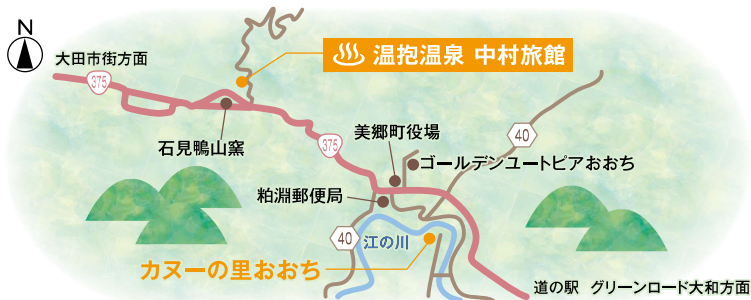 N
大田市街方面
375
温抱温泉 中村旅館
石見鴨山窯
375
美郷町役場
40
ゴールデンユートピアおおち
粕淵郵便局
40
江の川
カヌーの里おおち
道の駅 グリーンロード大和方面